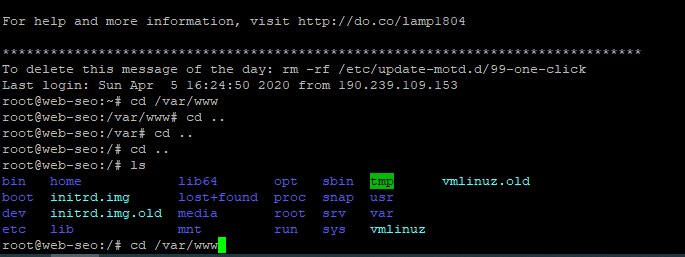 For help and more information, visit http://do.co/lamp1804
********************************************************************************
To delete this message of the day: rm -rf /etc/update-motd.d/99-one-click
Last login: Sun Apr  5 16:24:50 2020 from 190.239.109.153
root@web-seo:~# cd /var/www
root@web-seo:/var/www# cd ..
root@web-seo:/var# cd ..
root@web-seo:/# cd ..
root@web-seo:/# ls
bin   home            lib64       opt   sbin  tmp      vmlinuz.old
boot  initrd.img      lost+found  proc  snap  usr
dev   initrd.img.old  media       root  srv   var
etc   lib             mnt         run   sys   vmlinuz
root@web-seo:/# cd /var/www